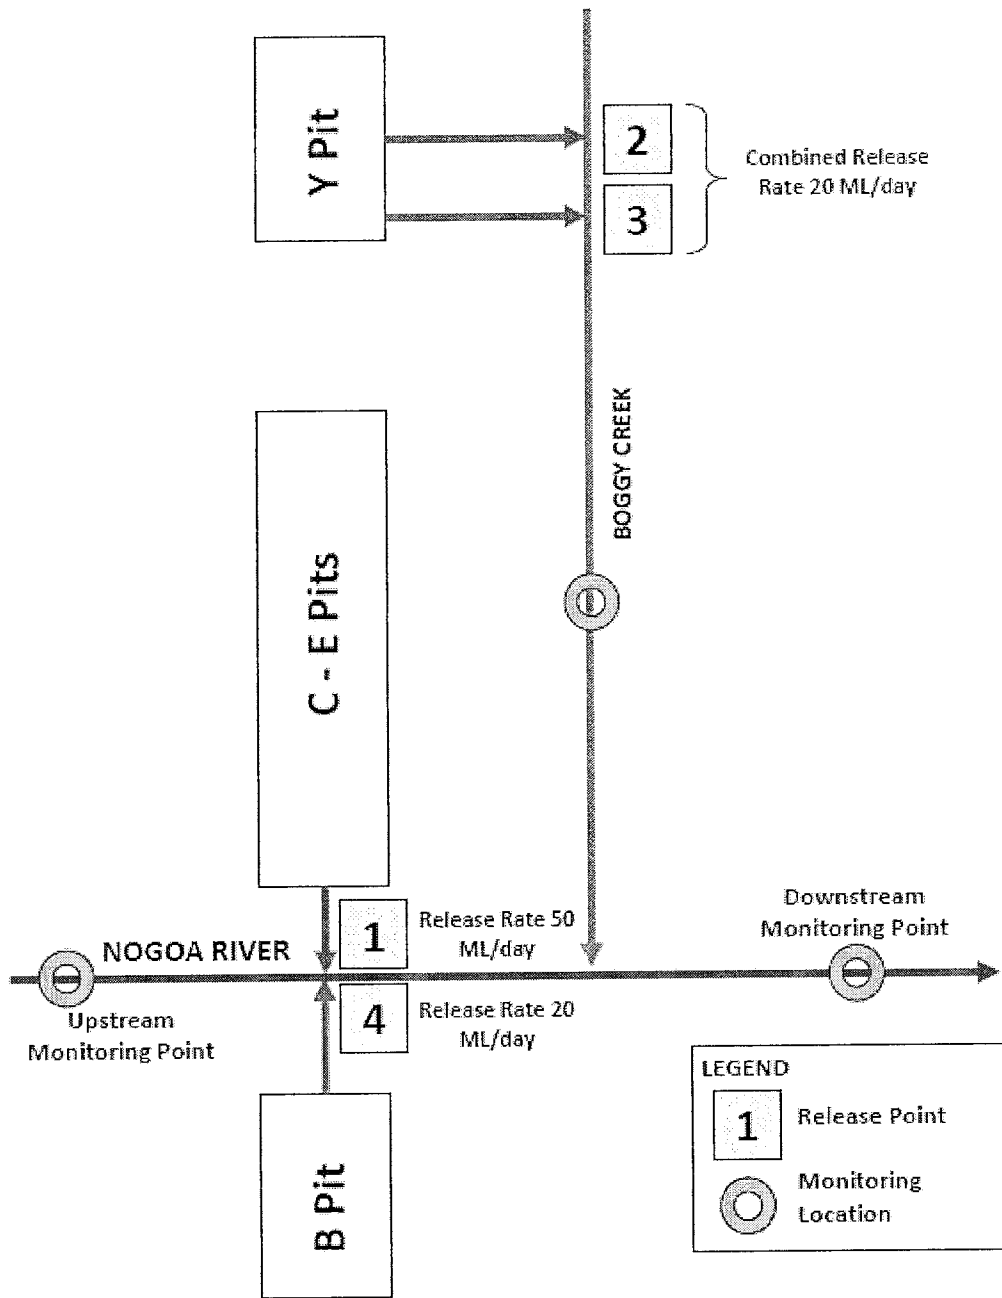 Y Pit
2
3
Combined Release
Rate 20 ML/day
BOGGY CREEK
C - E Pits
1
Release Rate 50
ML/day
NOGOA RIVER
Downstream
Monitoring Point
4
Release Rate 20
ML/day
Upstream
Monitoring Point
B Pit
LEGEND
1
Release Point
Monitoring
Location